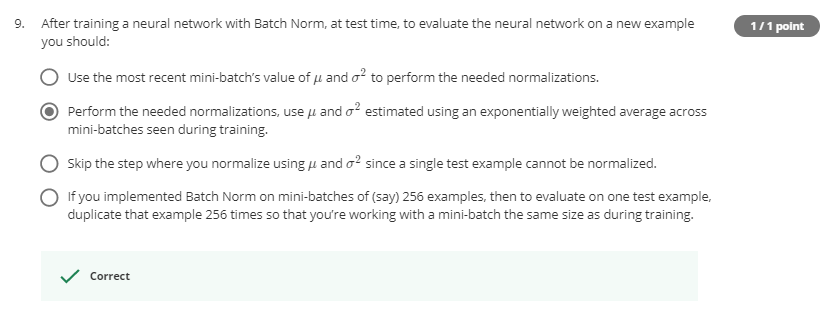 9. After training a neural network with Batch Norm, at test time, to evaluate the neural network on a new example
you should:
1 / 1 point
Use the most recent mini-batch's value of μ and σ² to perform the needed normalizations.
Perform the needed normalizations, use μ and σ² estimated using an exponentially weighted average across
mini-batches seen during training.
Skip the step where you normalize using μ and σ² since a single test example cannot be normalized.
If you implemented Batch Norm on mini-batches of (say) 256 examples, then to evaluate on one test example,
duplicate that example 256 times so that you're working with a mini-batch the same size as during training.
Correct